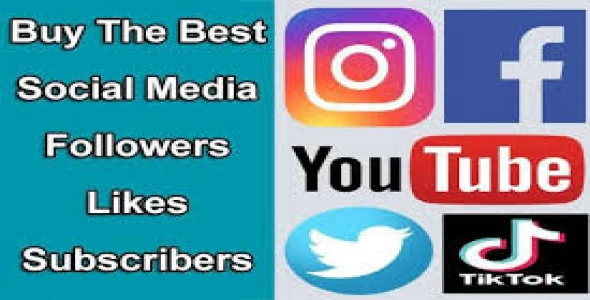 Buy The Best
Social Media
Followers
Likes
Subscribers
f
YouTube
TikTok